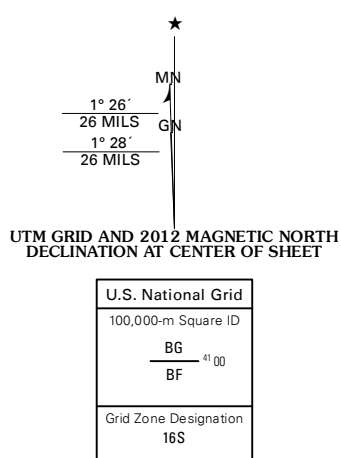 MN
1° 26´
26 MILS
GN
1° 28´
26 MILS
UTM GRID AND 2012 MAGNETIC NORTH
DECLINATION AT CENTER OF SHEET
U.S. National Grid
100,000-m Square ID
BG
41 00
BF
Grid Zone Designation
16S